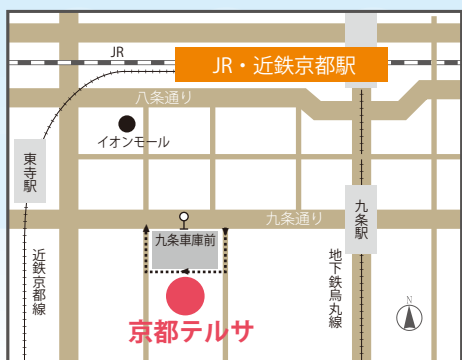 JR
JR・近鉄京都駅
八条通り
イオンモール
東寺駅
九条通り
九条駅
九条車庫前
近鉄京都線
地下鉄烏丸線
N
京都テルサ